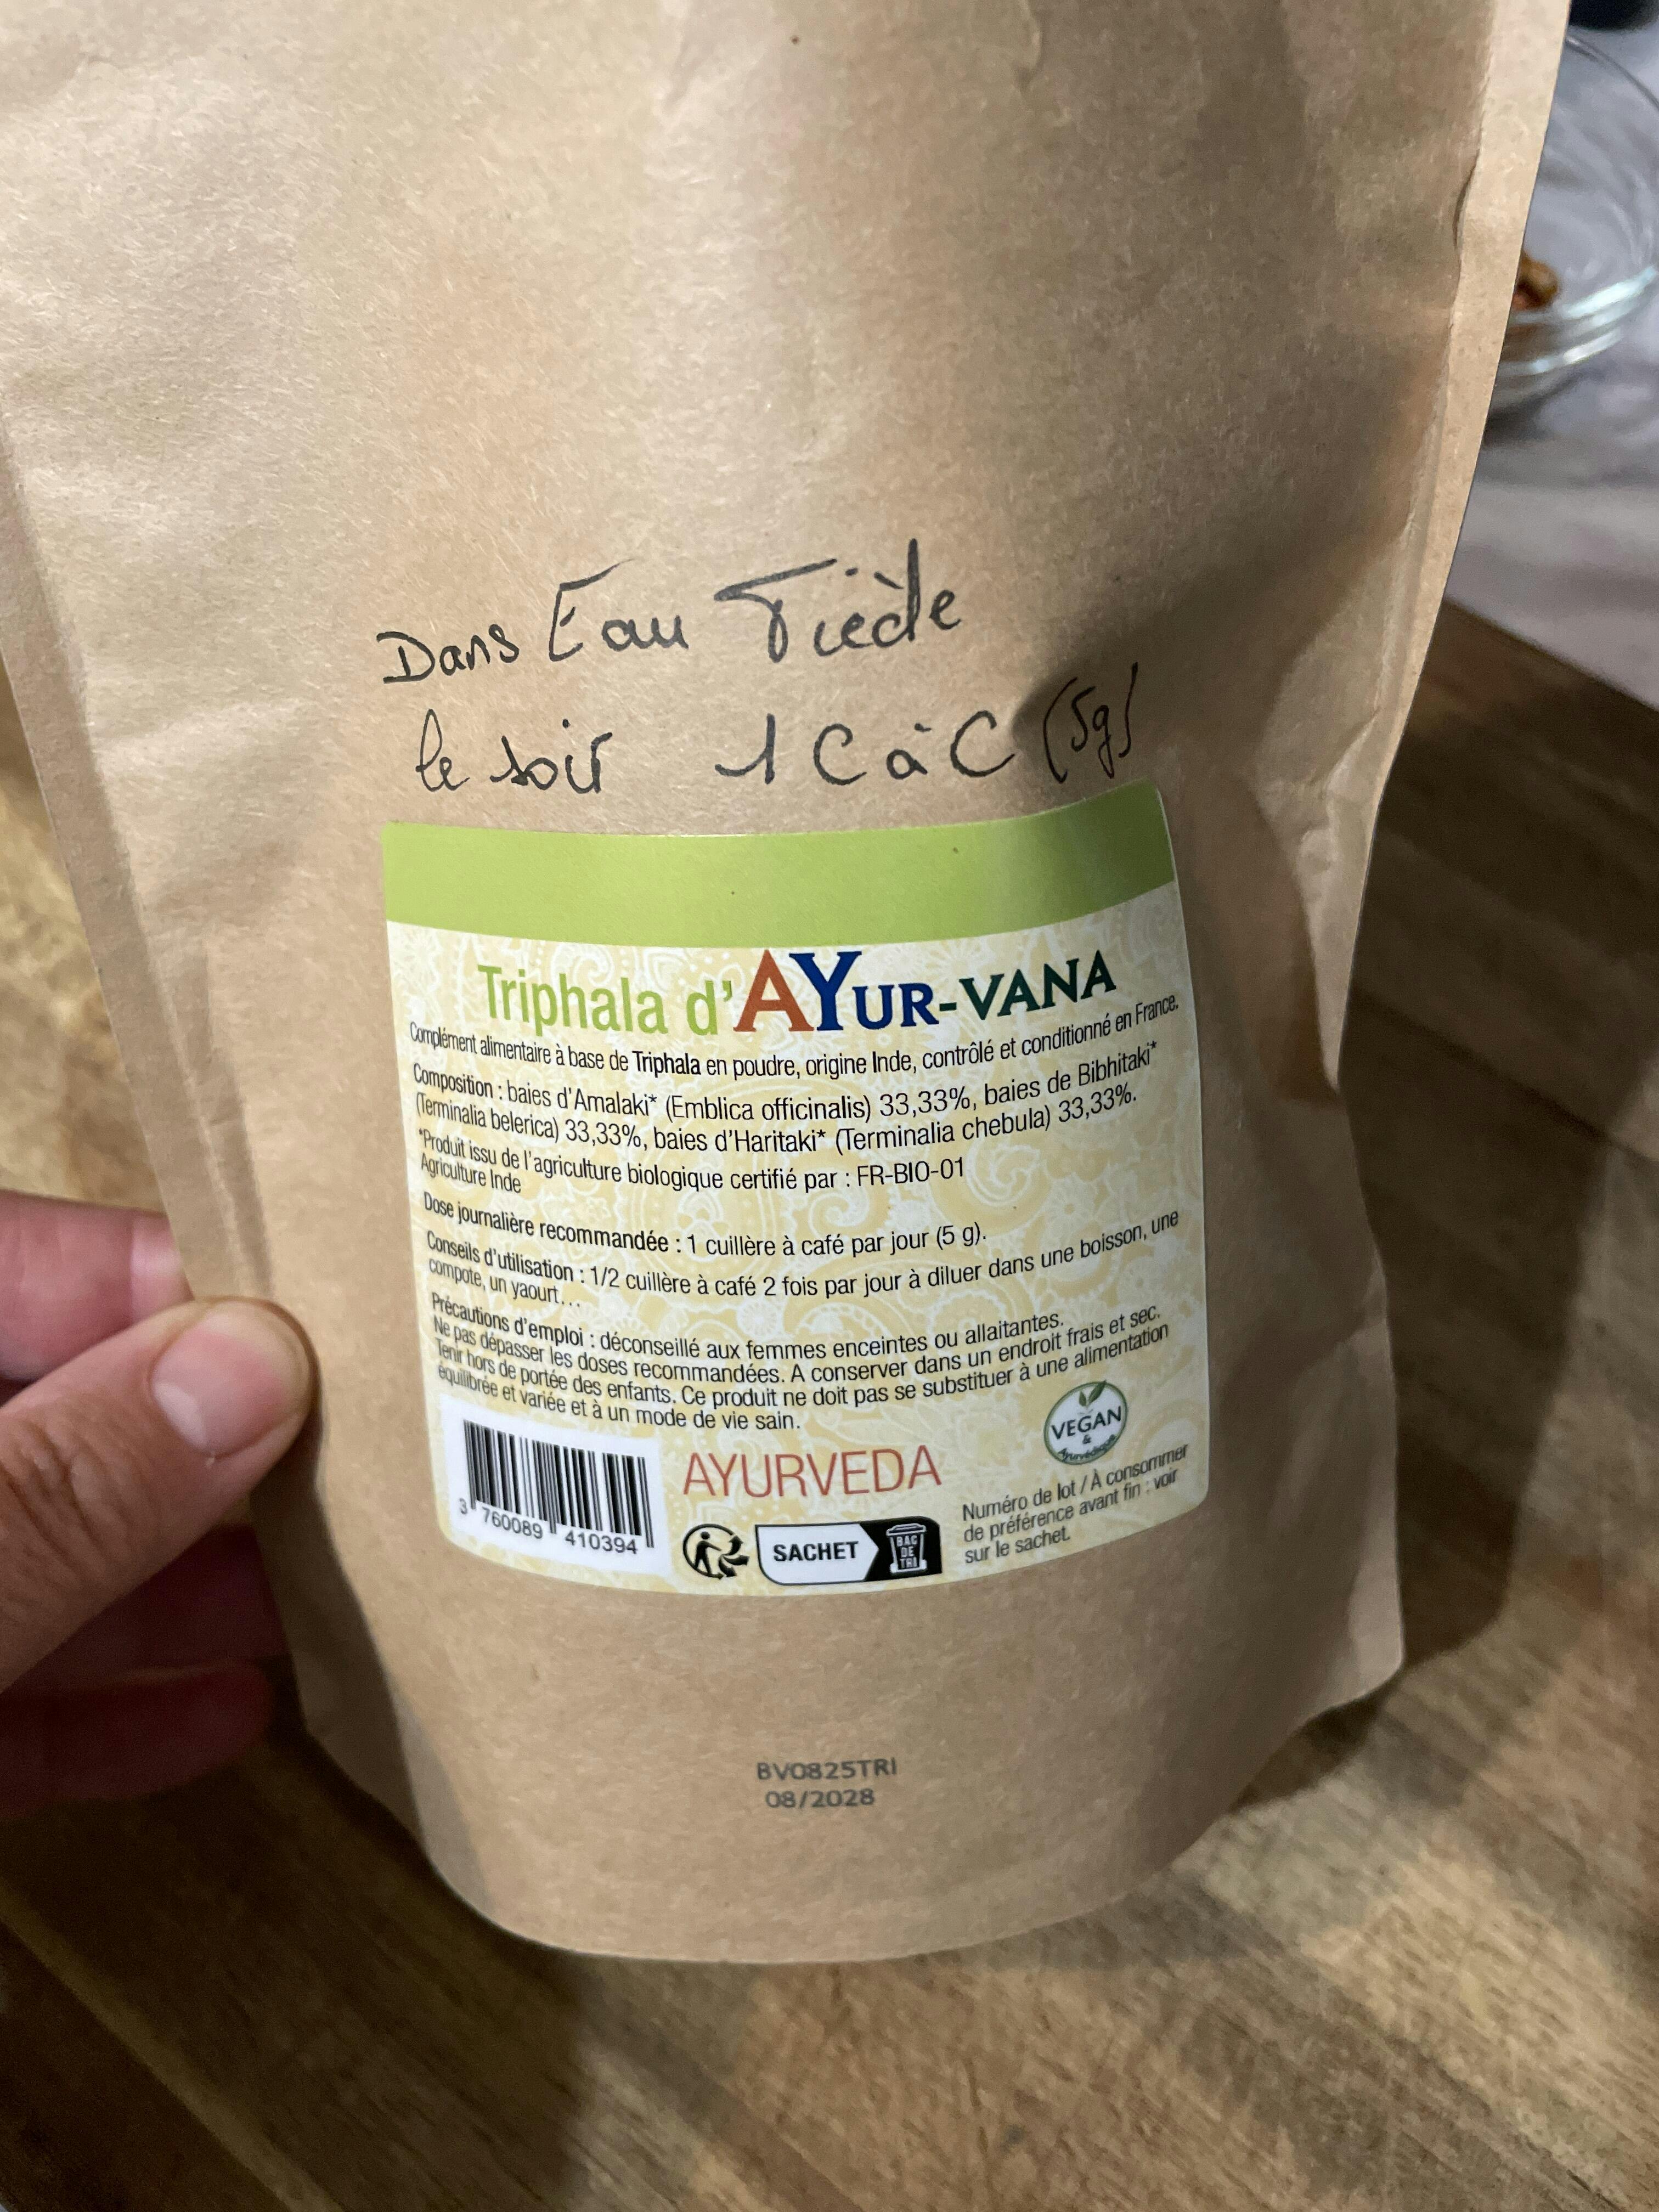 Dans Eau Tiède
le soir 1 C à C (5g)
Triphala d'AYUR-VANA
Complément alimentaire à base de Triphala en poudre, origine Inde, contrôlé et conditionné en France.
Composition : baies d'Amalaki* (Emblica officinalis) 33,33%, baies de Bibhitaki*
(Terminalia belerica) 33,33%, baies d'Haritaki* (Terminalia chebula) 33,33%.
*Produit issu de l'agriculture biologique certifié par : FR-BIO-01
Agriculture Inde
Dose journalière recommandée : 1 cuillère à café par jour (5 g).
Conseils d'utilisation : 1/2 cuillère à café 2 fois par jour à diluer dans une boisson, une
compote, un yaourt...
Précautions d'emploi : déconseillé aux femmes enceintes ou allaitantes.
Ne pas dépasser les doses recommandées. A conserver dans un endroit frais et sec.
Tenir hors de portée des enfants. Ce produit ne doit pas se substituer à une alimentation
équilibrée et variée et à un mode de vie sain.
VEGAN
&
Ayurvédique
AYURVEDA
3 760089 410394
SACHET
BAC
DE
TRI
Numéro de lot / À consommer
de préférence avant fin : voir
sur le sachet.
BV0825TRI
08/2028